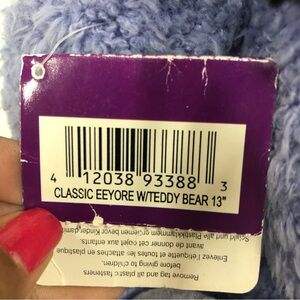 4 12038 93388 3
CLASSIC EEYORE W/TEDDY BEAR 13"
Remove tag and plastic fasteners
before giving to children.
Enlevez l'étiquette et toutes
les attaches en plastique
avant de donner cet objet aux enfants.